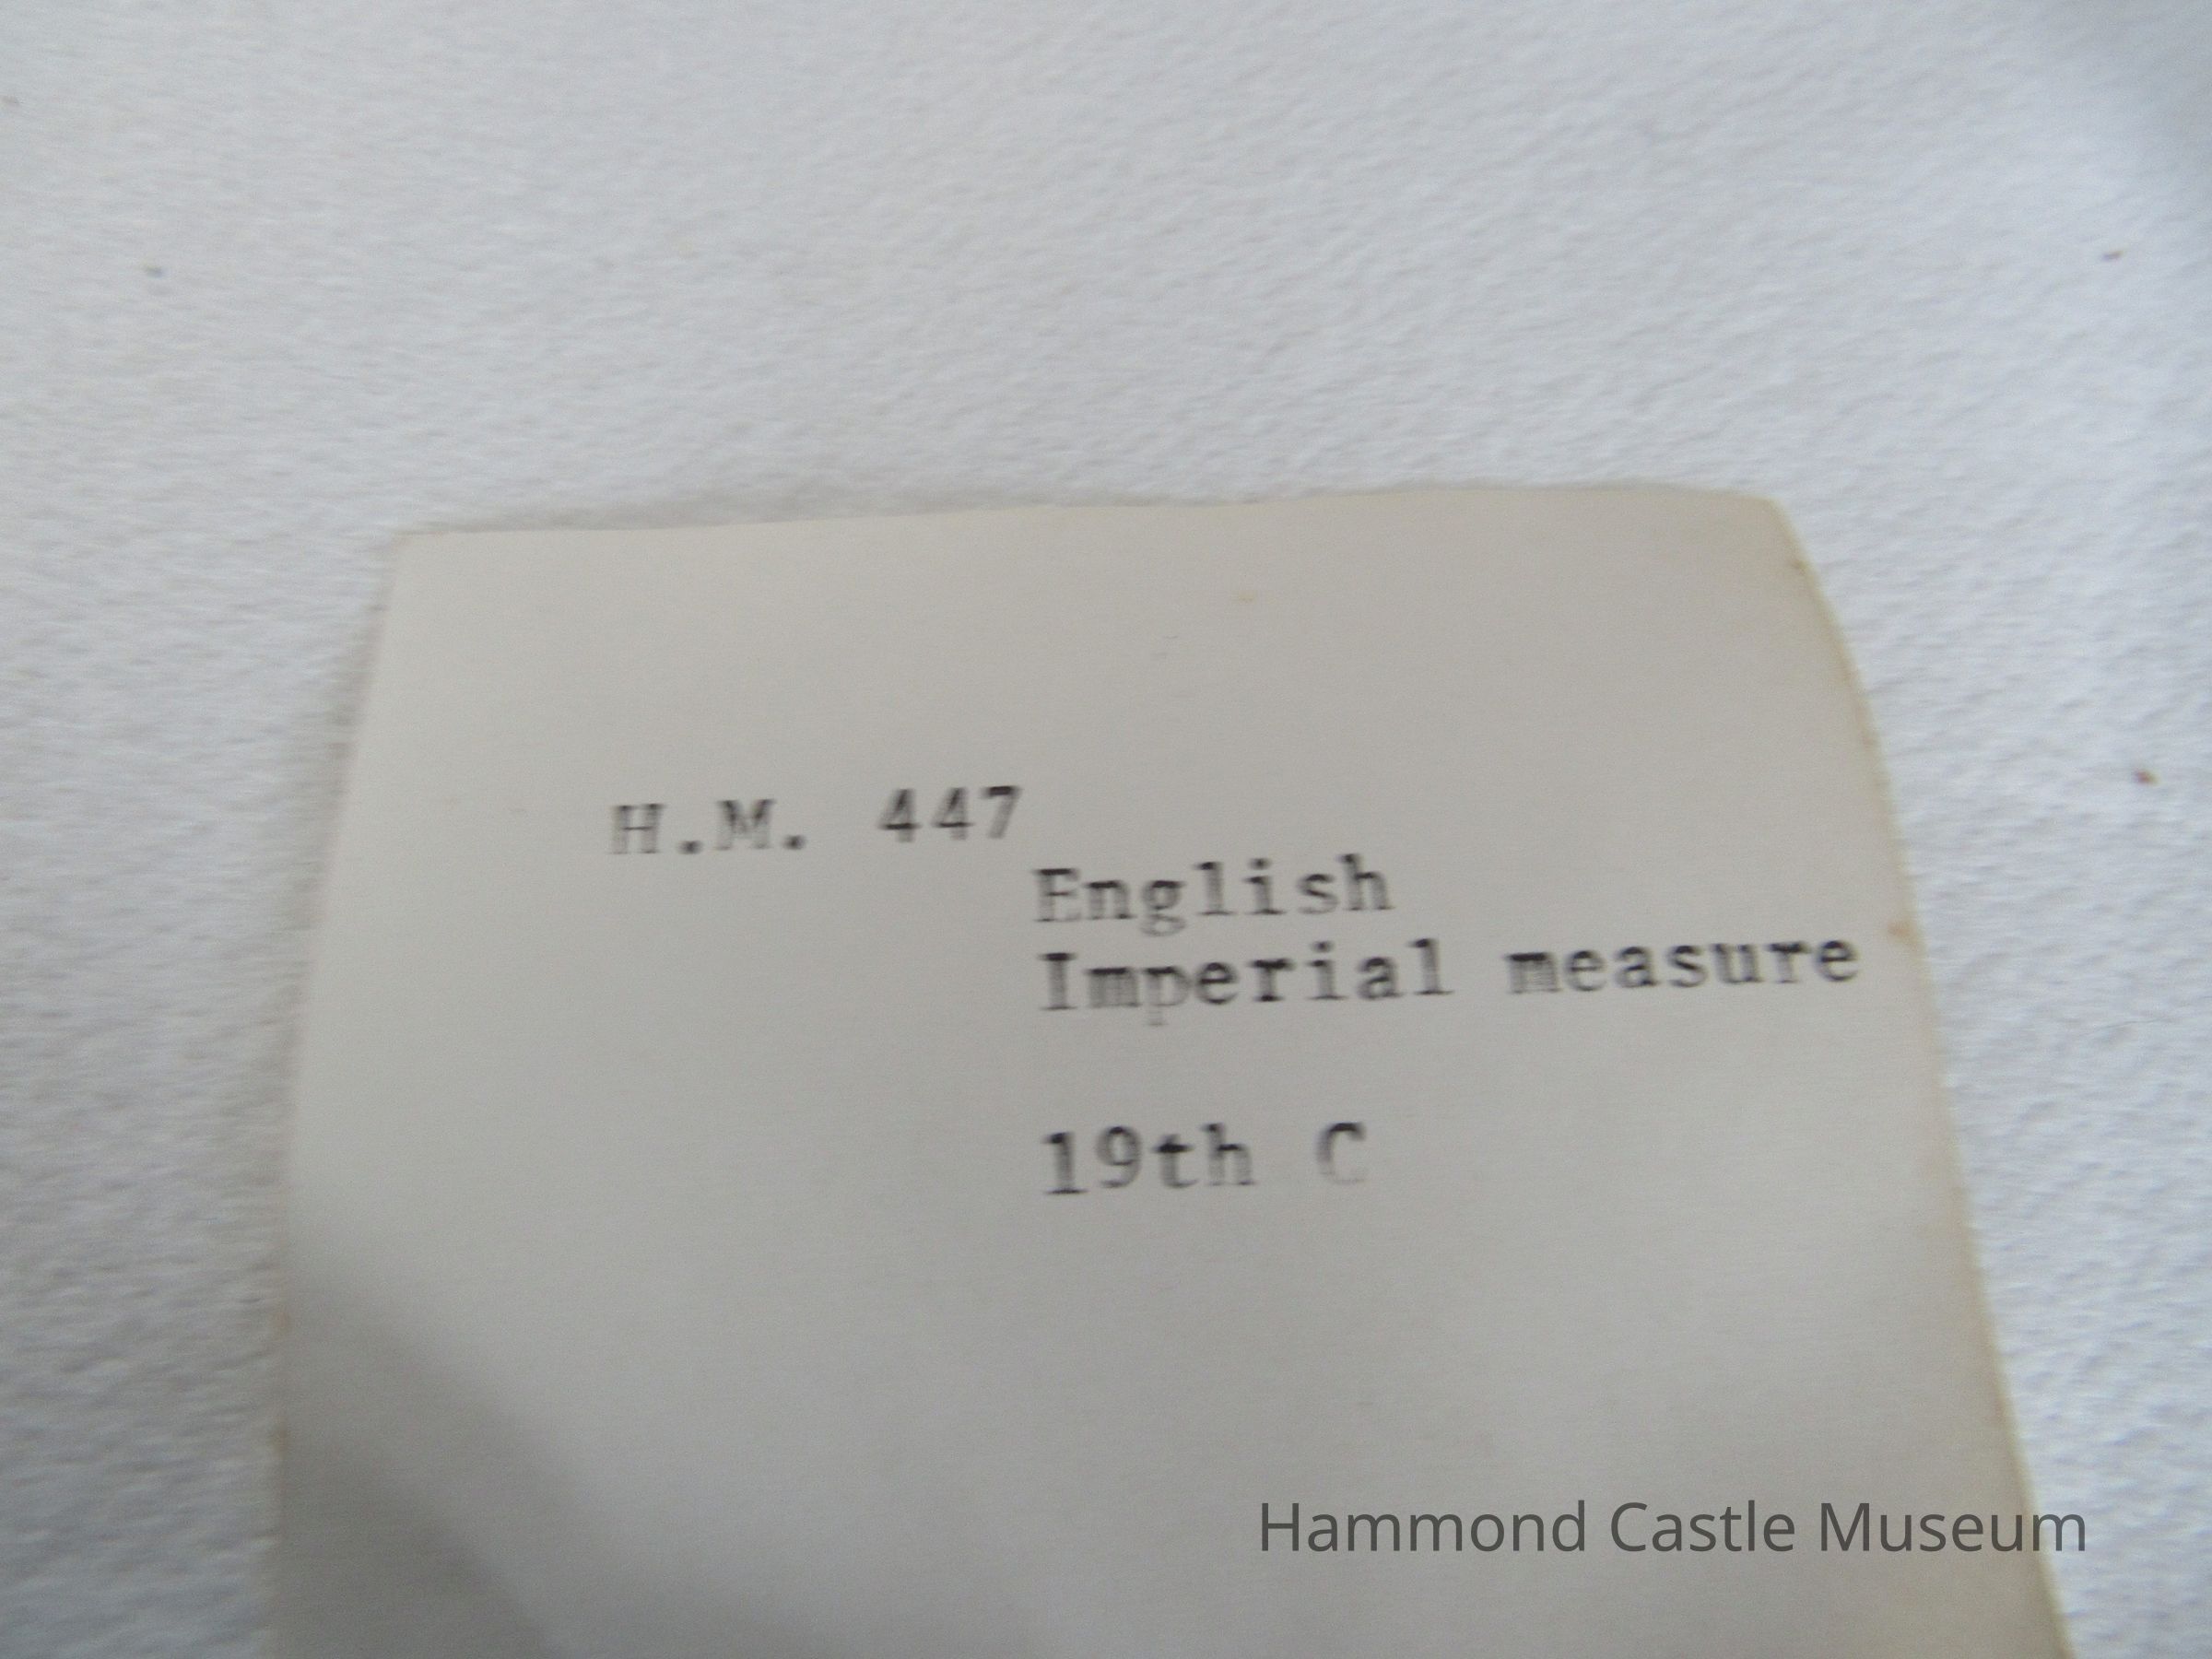 H.M. 447
English
Imperial measure
19th C
Hammond Castle Museum